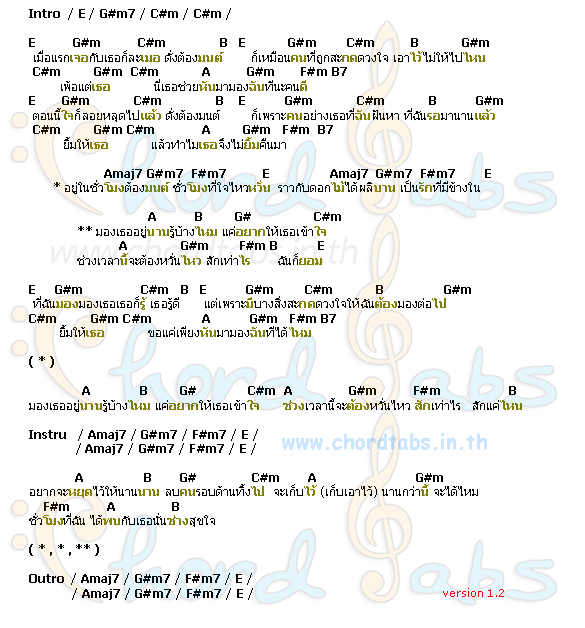 Intro / E / G#m7 / C#m / C#m /
E G#m C#m B E G#m C#m B G#m
เมื่อแรกเจอกับเธอก็ละเมอ ดั่งต้องมนต์ ก็เหมือนคนที่ถูกสะกดดวงใจ เอาไว้ไม่ให้ไปไหน
C#m G#m C#m A G#m F#m B7
เพ้อแต่เธอ นี่เธอช่วยหันมามองฉันที่นะคนดี
E G#m C#m B E G#m C#m B G#m
ตอนนี้ใจก็ลอยหลุดไปแล้ว ดั่งต้องมนต์ ก็เพราะคนอย่างเธอที่ฉันฝันหา ที่ฉันรอมานานแล้ว
C#m G#m C#m A G#m F#m B7
ยิ้มให้เธอ แล้วทำไมเธอจึงไม่ยิ้มคืนมา
Amaj7 G#m7 F#m7 E Amaj7 G#m7 F#m7 E
* อยู่ในชั่วโมงต้องมนต์ ชั่วโมงที่ใจไหวหวั่น ราวกับดอกไม้ได้ผลิบาน เป็นรักที่มีข้างใน
A B G# C#m
** มองเธออยู่นานรู้บ้างไหม แค่อยากให้เธอเข้าใจ
A G#m F#m B E
ช่วงเวลานี้จะต้องหวั่นไหว สักเท่าไร ฉันก็ยอม
E G#m C#m B E G#m C#m B G#m
ที่ฉันมองมองเธอเธอก็รู้ เธอรู้ดี แต่เพราะมีบางสิ่งสะกดดวงใจให้ฉันต้องมองต่อไป
C#m G#m C#m A G#m F#m B7
ยิ้มให้เธอ ขอแค่เพียงหันมามองฉันที่ได้ไหม
( * )
A B G# C#m A G#m F#m B
มองเธออยู่นานรู้บ้างไหม แค่อยากให้เธอเข้าใจ ช่วงเวลานี้จะต้องหวั่นไหว สักเท่าไร สักแค่ไหน
Instru / Amaj7 / G#m7 / F#m7 / E /
/ Amaj7 / G#m7 / F#m7 / E /
www.chordtabs.in.th
A B G# C#m A G#m
อยากจะหยุดไว้ให้นานนาน ลบคนรอบด้านทิ้งไป จะเก็บไว้ (เก็บเอาไว้) นานกว่านี้ จะได้ไหม
F#m A B
ชั่วโมงที่ฉัน ได้พบกับเธอนั่นช่างสุขใจ
( * , * , ** )
Outro / Amaj7 / G#m7 / F#m7 / E /
/ Amaj7 / G#m7 / F#m7 / E /
version 1.2